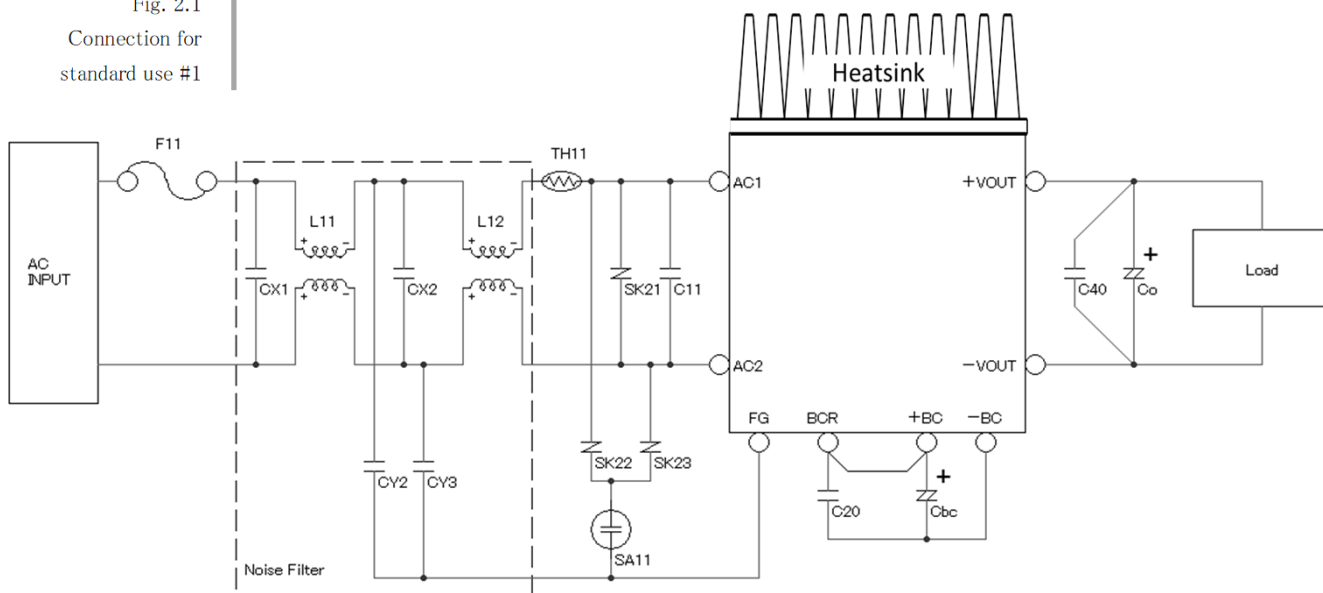 Fig. 2.1
Connection for
standard use #1
Heatsink
F11
TH11
AC1
+VOUT
L11
L12
AC
INPUT
CX1
CX2
SK21
C11
C40
+
Co
Load
AC2
-VOUT
FG
BCR
+BC
-BC
SK22
SK23
CY2
CY3
C20
+
Cbc
SA11
Noise Filter
+
-
+
-
+
-
+
-